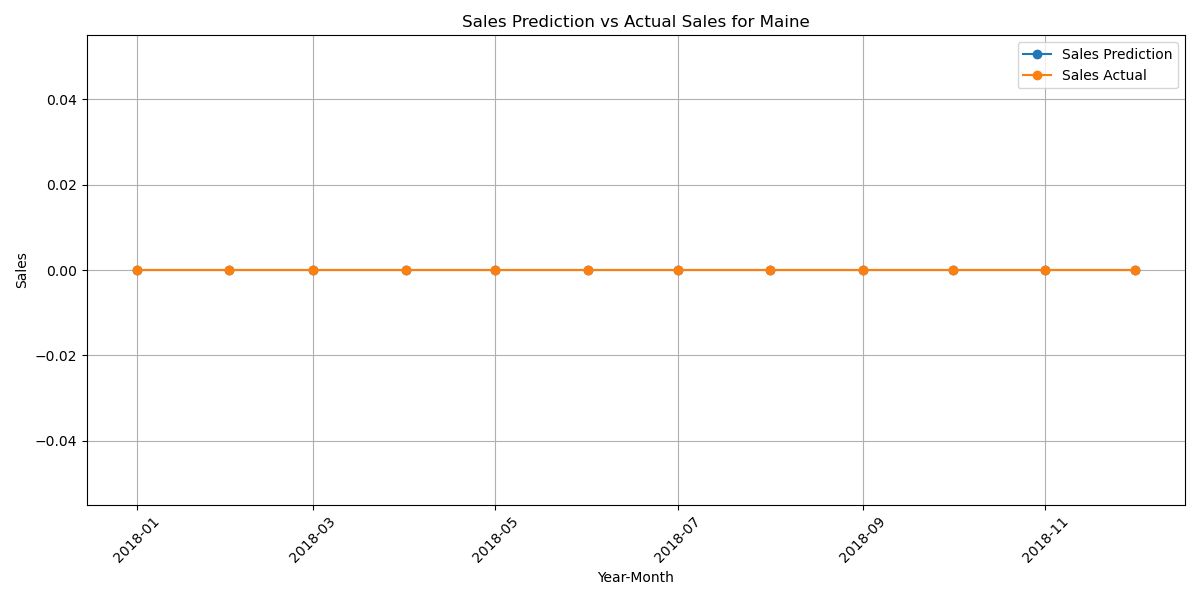 Sales Prediction vs Actual Sales for Maine
Sales Prediction
Sales Actual
0.04
0.02
0.00
−0.02
−0.04
Sales
2018-01
2018-03
2018-05
2018-07
2018-09
2018-11
Year-Month